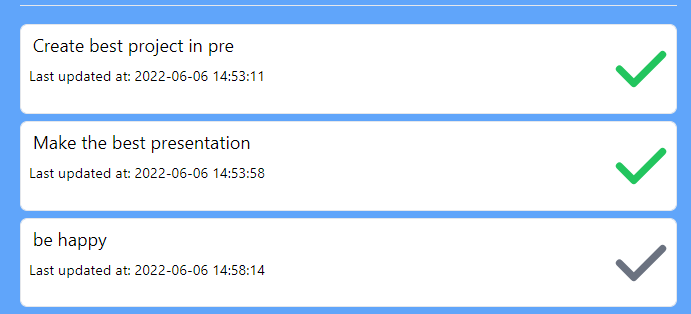 Create best project in pre
Last updated at: 2022-06-06 14:53:11
Make the best presentation
Last updated at: 2022-06-06 14:53:58
be happy
Last updated at: 2022-06-06 14:58:14